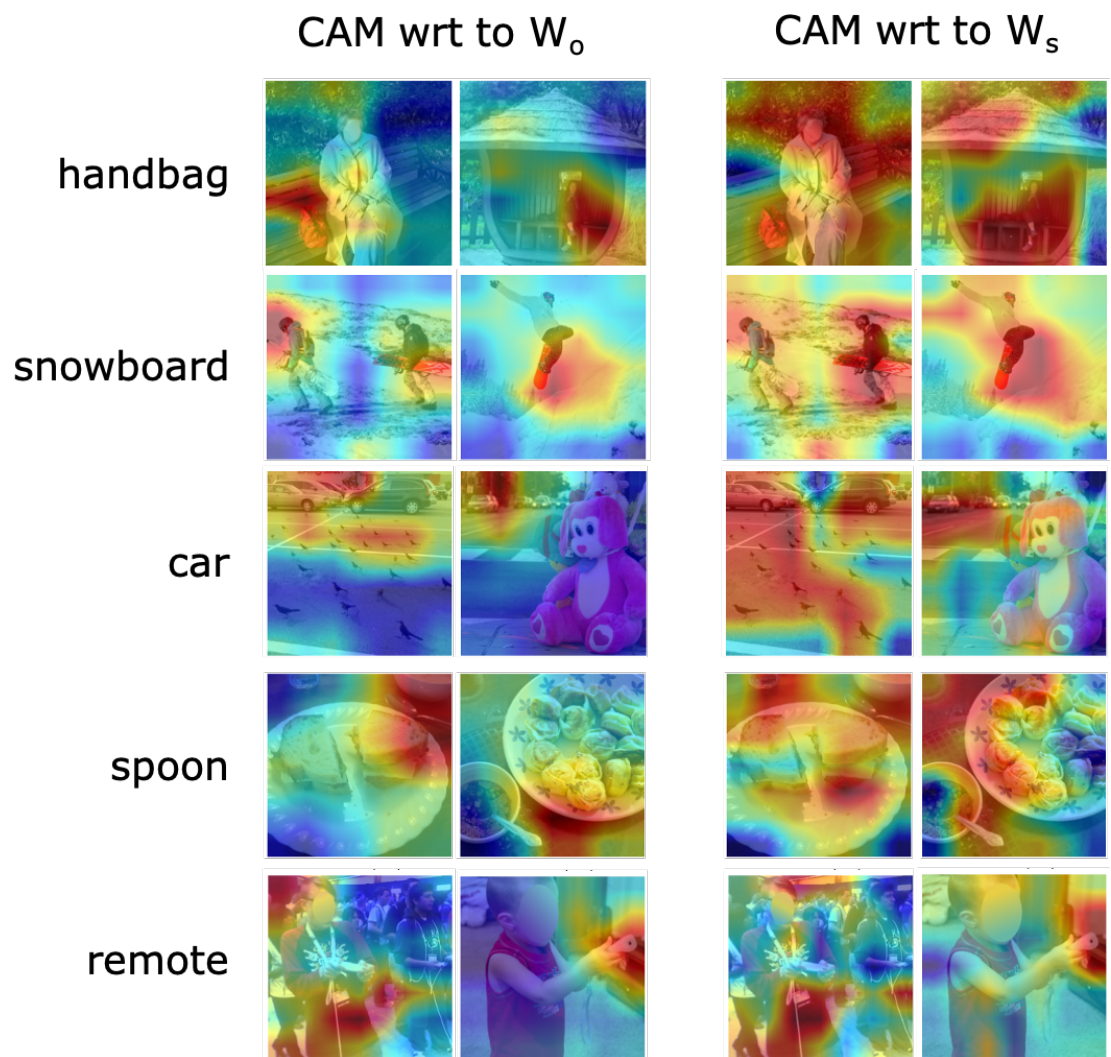 CAM wrt to Wₒ
CAM wrt to Wₛ
handbag
snowboard
car
spoon
remote